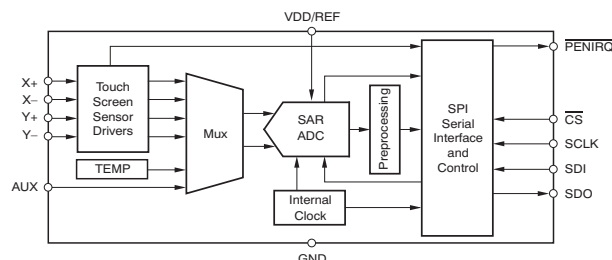 VDD/REF
PENIRQ
X+
X–
Y+
Y–
Touch
Screen
Sensor
Drivers
Mux
SAR
ADC
Preprocessing
SPI
Serial
Interface
and
Control
CS
SCLK
SDI
SDO
TEMP
AUX
Internal
Clock
GND